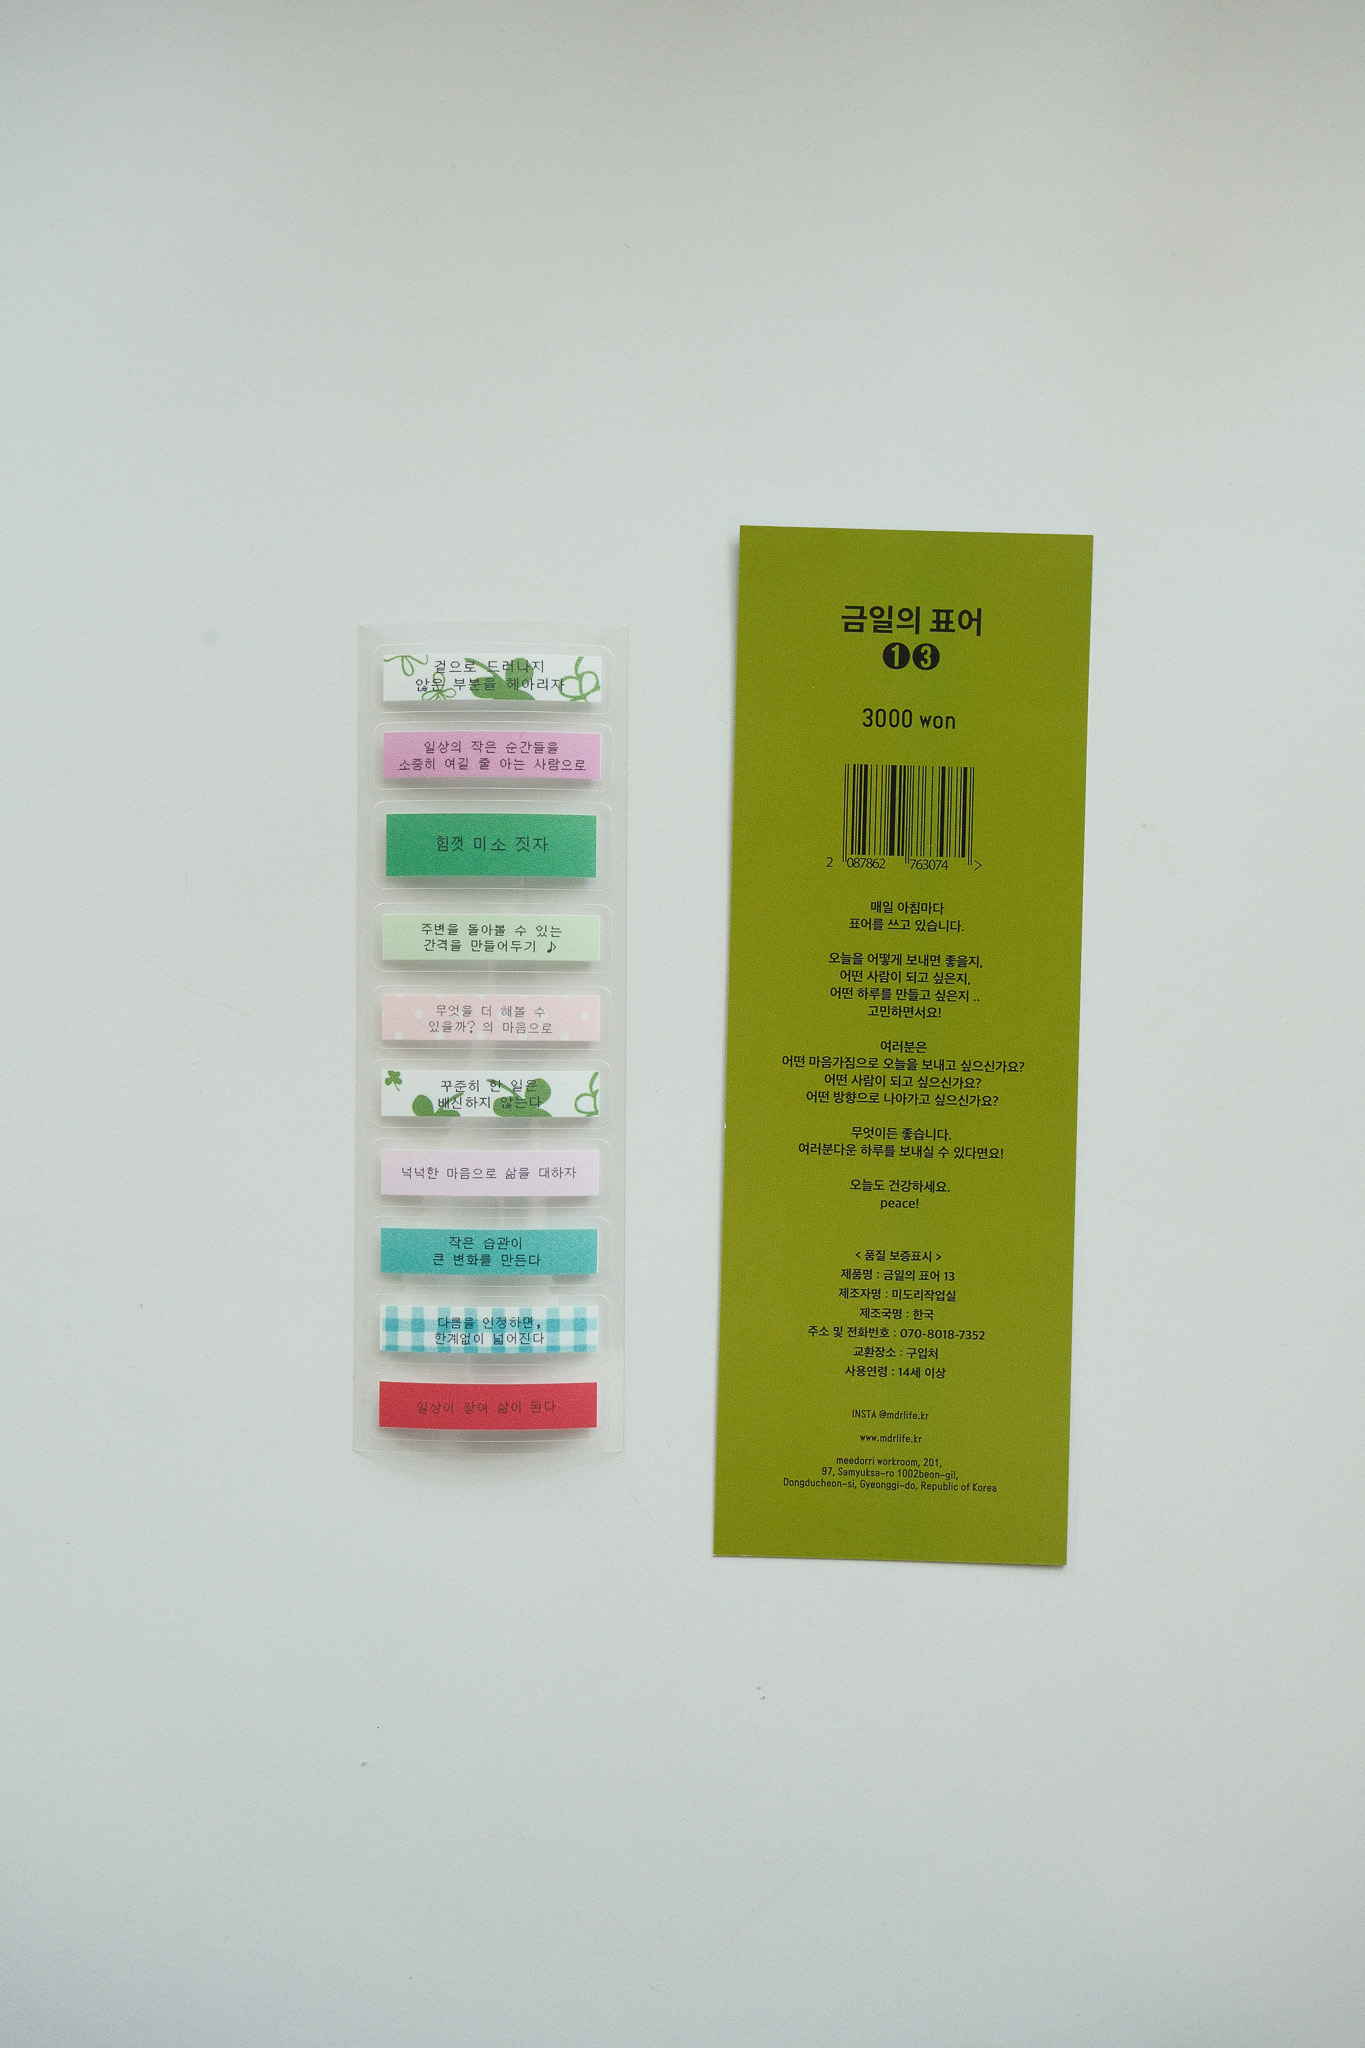 겉으로 드러나지
않은 부분을 헤아리자
일상의 작은 순간들을
소중히 여길 줄 아는 사람으로
힘껏 미소 짓자
주변을 돌아볼 수 있는
간격을 만들어두기 ♪
무엇을 더 해볼 수
있을까? 의 마음으로
꾸준히 한 일은
배신하지 않는다
넉넉한 마음으로 삶을 대하자
작은 습관이
큰 변화를 만든다
다름을 인정하면,
한계없이 넓어진다
일상이 쌓여 삶이 된다
금일의 표어
13
3000 won
2 087862 763074 >
매일 아침마다
표어를 쓰고 있습니다.
오늘을 어떻게 보내면 좋을지,
어떤 사람이 되고 싶은지,
어떤 하루를 만들고 싶은지 ..
고민하면서요!
여러분은
어떤 마음가짐으로 오늘을 보내고 싶으신가요?
어떤 사람이 되고 싶으신가요?
어떤 방향으로 나아가고 싶으신가요?
무엇이든 좋습니다.
여러분다운 하루를 보내실 수 있다면요!
오늘도 건강하세요.
peace!
< 품질 보증표시 >
제품명 : 금일의 표어 13
제조자명 : 미도리작업실
제조국명 : 한국
주소 및 전화번호 : 070-8018-7352
교환장소 : 구입처
사용연령 : 14세 이상
INSTA @mdrlife.kr
www.mdrlife.kr
meedorri workroom, 201,
97, Samyuksa-ro 1002beon-gil,
Dongducheon-si, Gyeonggi-do, Republic of Korea